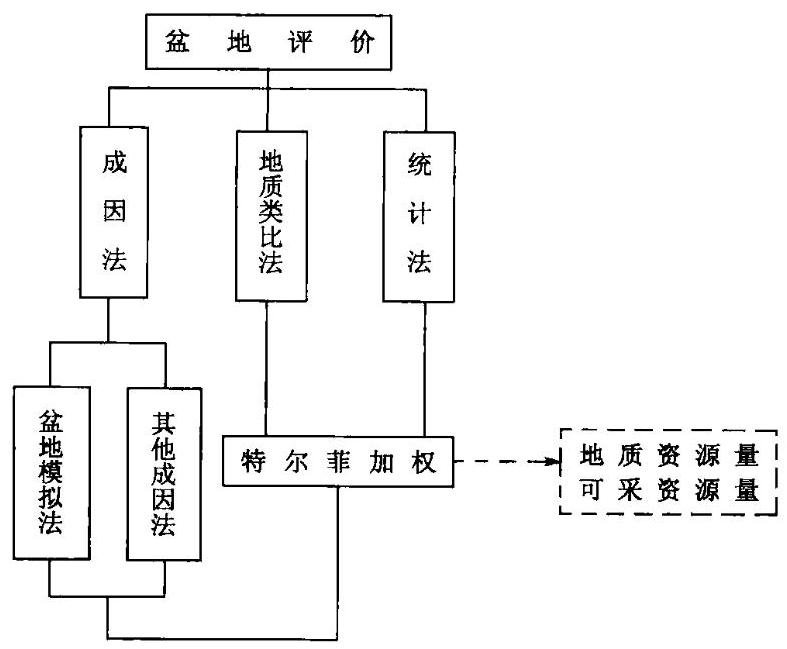 盆地评价
成因法
地质类比法
统计法
盆地模拟法
其他成因法
特尔菲加权
地质资源量
可采资源量